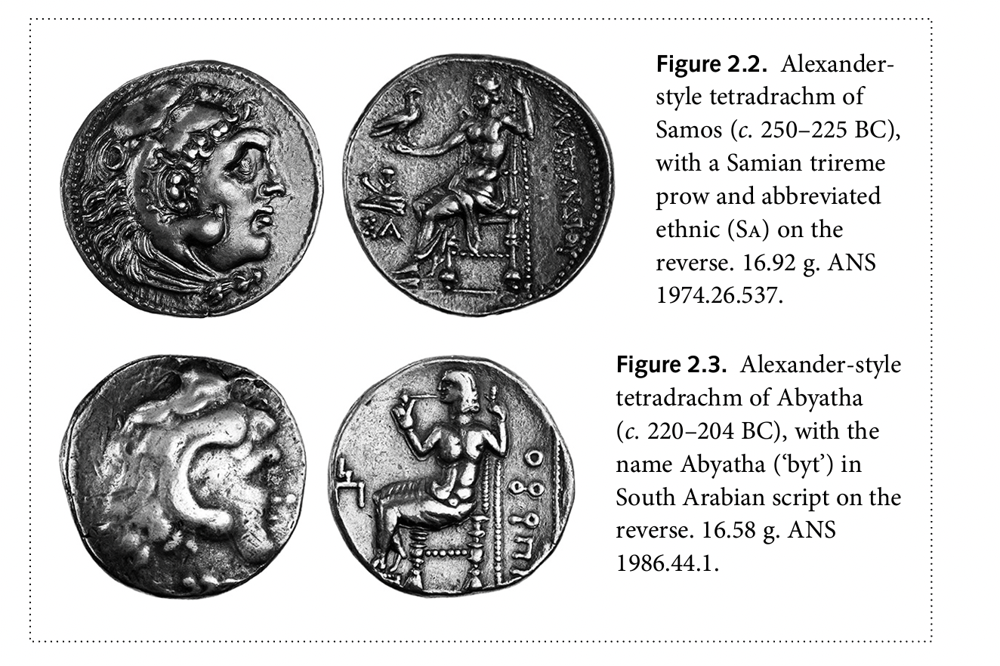 Figure 2.2. Alexander-
style tetradrachm of
Samos (c. 250–225 BC),
with a Samian trireme
prow and abbreviated
ethnic (Sᴀ) on the
reverse. 16.92 g. ANS
1974.26.537.
Figure 2.3. Alexander-style
tetradrachm of Abyatha
(c. 220–204 BC), with the
name Abyatha (‘byt’) in
South Arabian script on the
reverse. 16.58 g. ANS
1986.44.1.